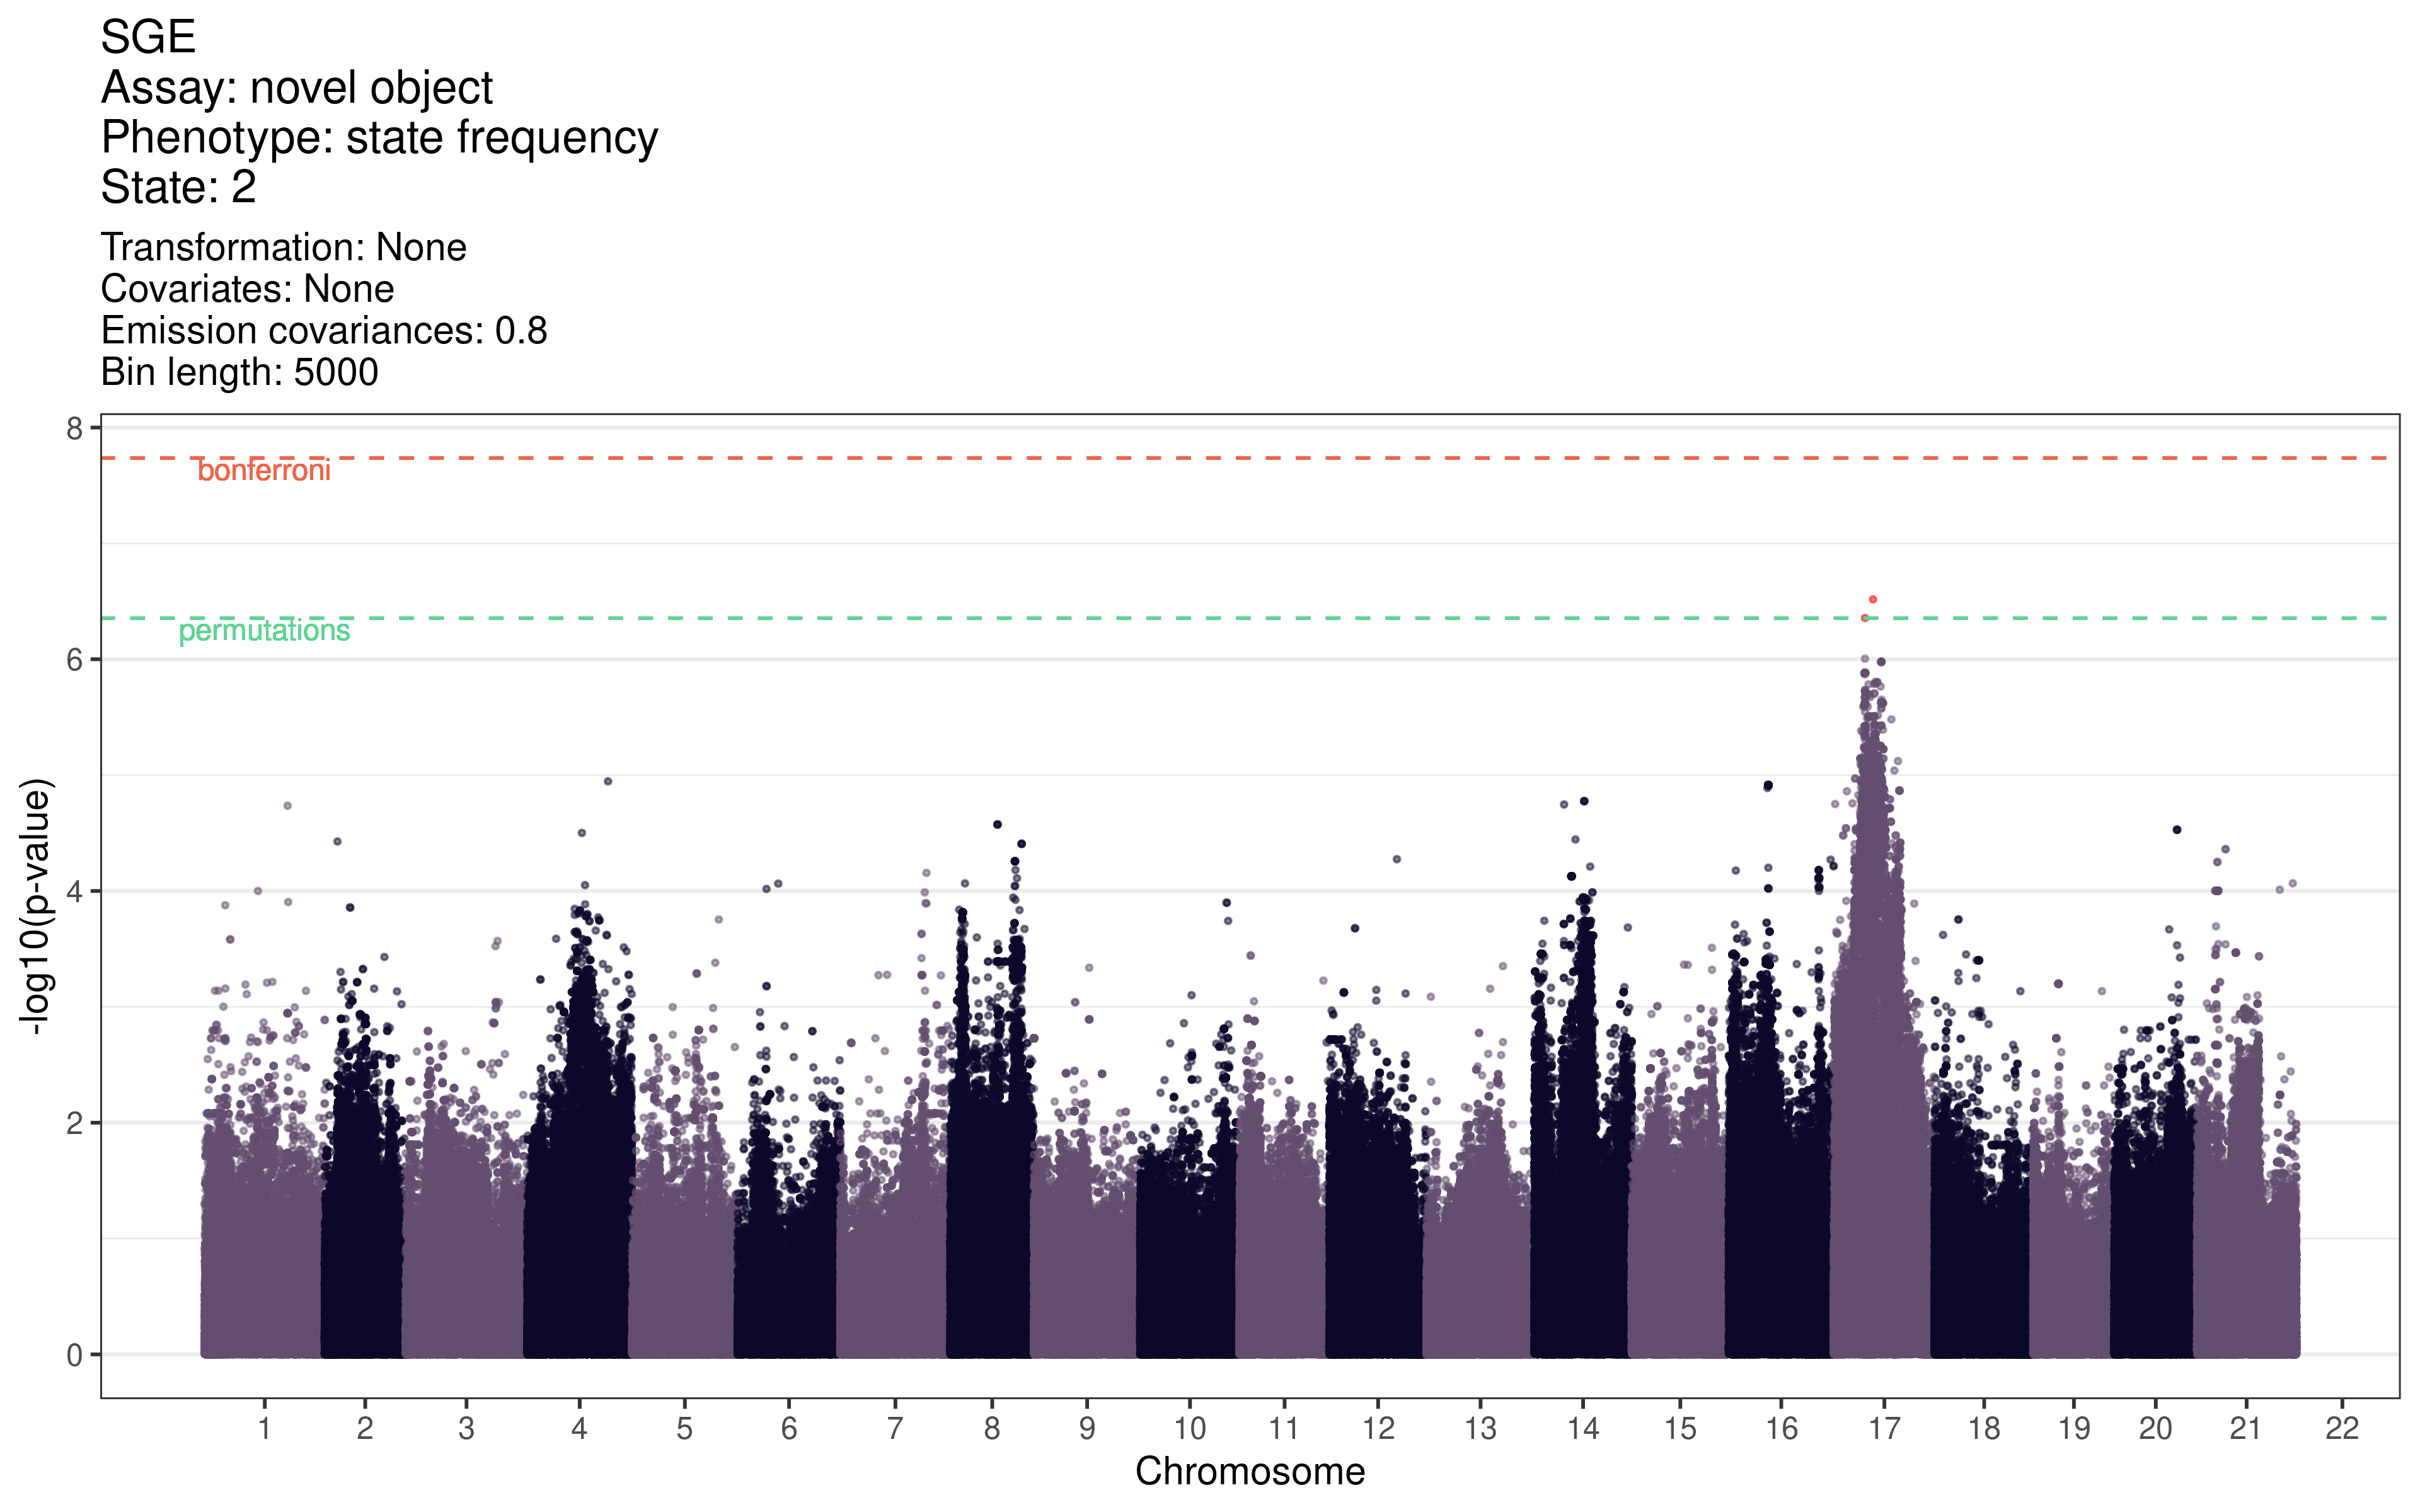 SGE
Assay: novel object
Phenotype: state frequency
State: 2
Transformation: None
Covariates: None
Emission covariances: 0.8
Bin length: 5000
8
bonferroni
permutations
6
4
2
0
-log10(p-value)
1 2 3 4 5 6 7 8 9 10 11 12 13 14 15 16 17 18 19 20 21 22
Chromosome